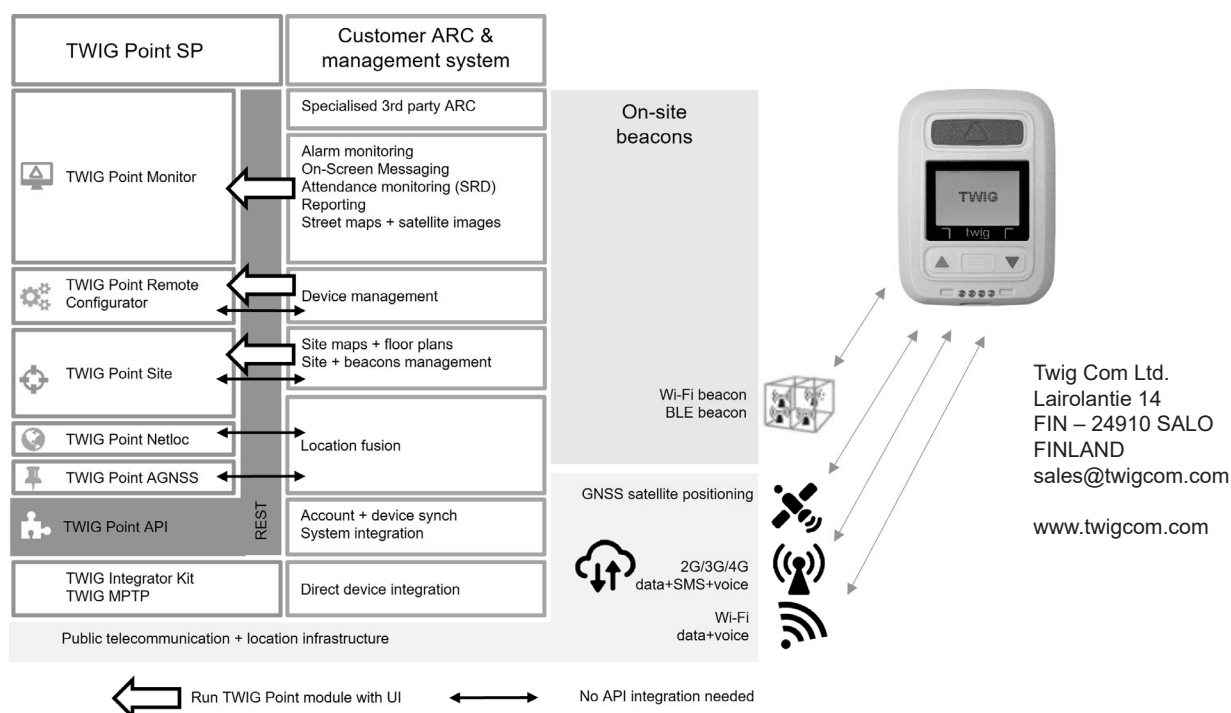 TWIG Point SP
Customer ARC &
management system
Specialised 3rd party ARC
TWIG Point Monitor
Alarm monitoring
On-Screen Messaging
Attendance monitoring (SRD)
Reporting
Street maps + satellite images
TWIG Point Remote
Configurator
Device management
TWIG Point Site
Site maps + floor plans
Site + beacons management
TWIG Point Netloc
Location fusion
TWIG Point AGNSS
TWIG Point API
REST
Account + device synch
System integration
TWIG Integrator Kit
TWIG MPTP
Direct device integration
Public telecommunication + location infrastructure
On-site
beacons
Wi-Fi beacon
BLE beacon
GNSS satellite positioning
2G/3G/4G
data+SMS+voice
Wi-Fi
data+voice
TWIG
twig
Twig Com Ltd.
Lairolantie 14
FIN – 24910 SALO
FINLAND
sales@twigcom.com
www.twigcom.com
Run TWIG Point module with UI
No API integration needed